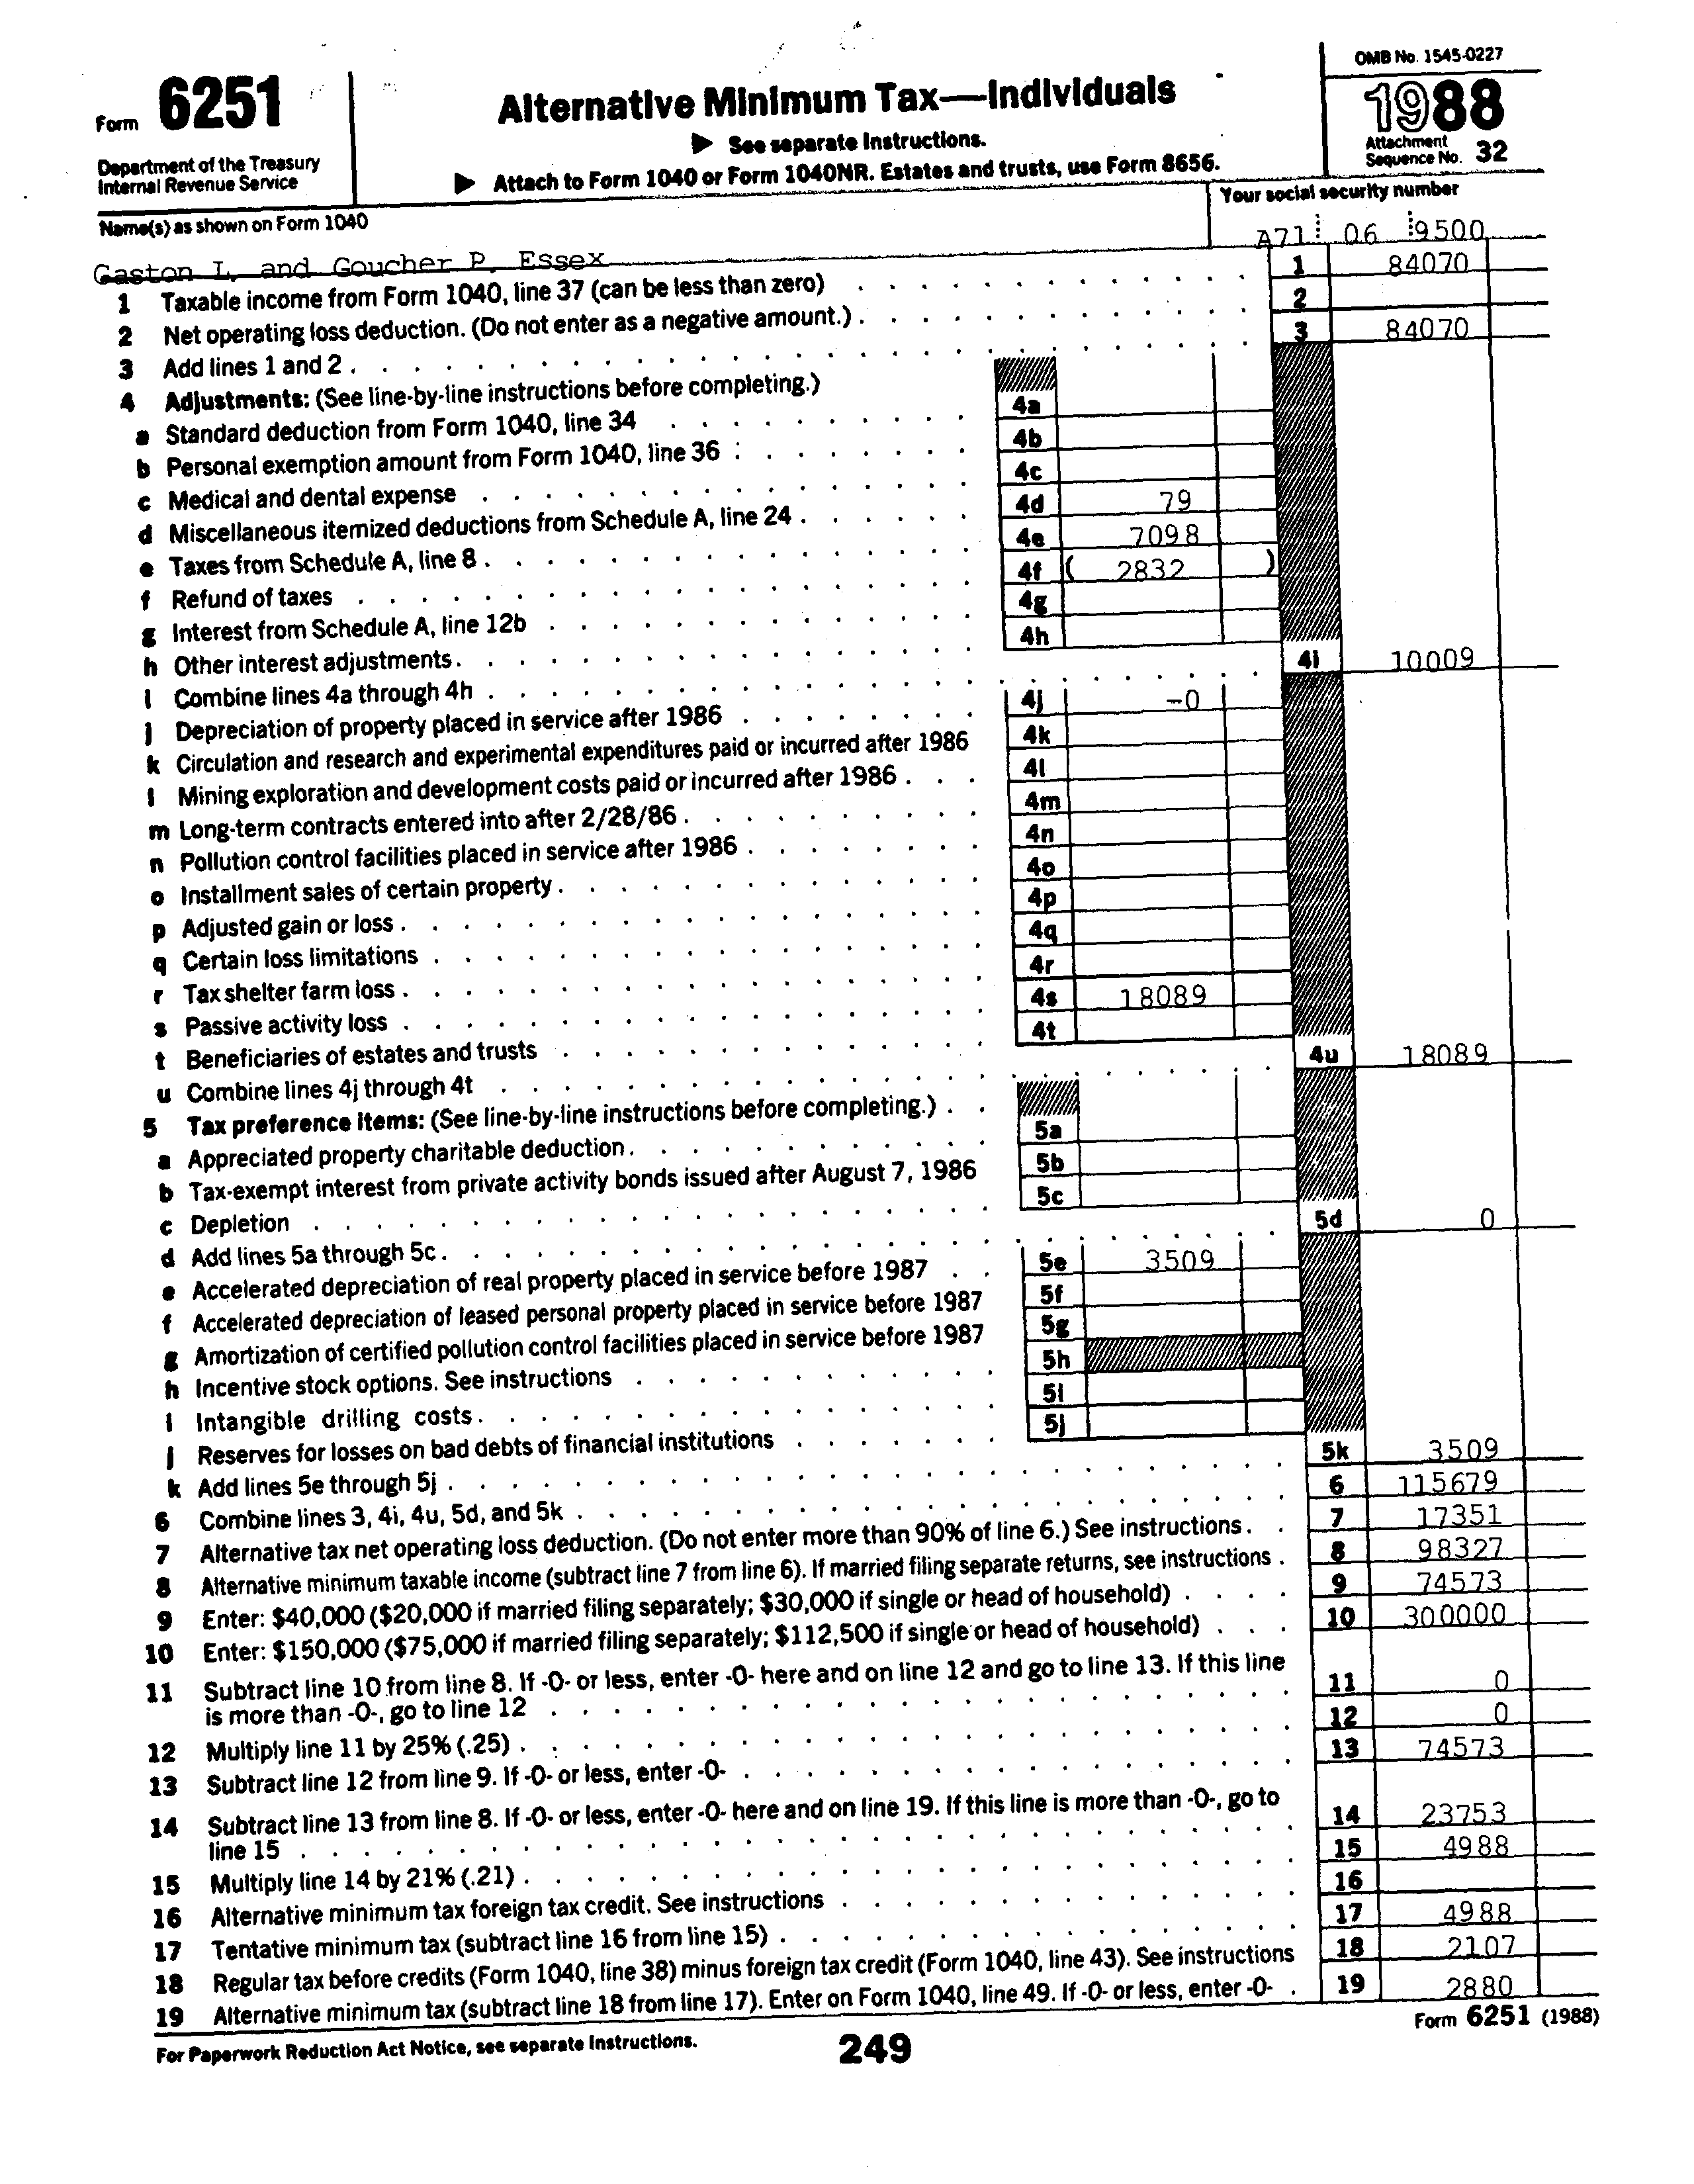 Form 6251
Department of the Treasury
Internal Revenue Service
Alternative Minimum Tax—Individuals
▶ See separate Instructions.
▶ Attach to Form 1040 or Form 1040NR. Estates and trusts, use Form 8656.
OMB No. 1545-0227
1988
Attachment
Sequence No. 32
Name(s) as shown on Form 1040
Your social security number
Gaston L. and Goucher P. Essex
A71 06 9500
1 Taxable income from Form 1040, line 37 (can be less than zero) 1 84070
2 Net operating loss deduction. (Do not enter as a negative amount.) 2
3 Add lines 1 and 2 3 84070
4 Adjustments: (See line-by-line instructions before completing.)
a Standard deduction from Form 1040, line 34 4a
b Personal exemption amount from Form 1040, line 36 4b
c Medical and dental expense 4c
d Miscellaneous itemized deductions from Schedule A, line 24 4d 79
e Taxes from Schedule A, line 8 4e 7098
f Refund of taxes 4f ( 2832 )
g Interest from Schedule A, line 12b 4g
h Other interest adjustments 4h
i Combine lines 4a through 4h 4i 10009
j Depreciation of property placed in service after 1986 4j -0
k Circulation and research and experimental expenditures paid or incurred after 1986 4k
l Mining exploration and development costs paid or incurred after 1986 4l
m Long-term contracts entered into after 2/28/86 4m
n Pollution control facilities placed in service after 1986 4n
o Installment sales of certain property 4o
p Adjusted gain or loss 4p
q Certain loss limitations 4q
r Tax shelter farm loss 4r
s Passive activity loss 4s 18089
t Beneficiaries of estates and trusts 4t
u Combine lines 4j through 4t 4u 18089
5 Tax preference items: (See line-by-line instructions before completing.)
a Appreciated property charitable deduction 5a
b Tax-exempt interest from private activity bonds issued after August 7, 1986 5b
c Depletion 5c
d Add lines 5a through 5c 5d 0
e Accelerated depreciation of real property placed in service before 1987 5e 3509
f Accelerated depreciation of leased personal property placed in service before 1987 5f
g Amortization of certified pollution control facilities placed in service before 1987 5g
h Incentive stock options. See instructions 5h
i Intangible drilling costs 5i
j Reserves for losses on bad debts of financial institutions 5j
k Add lines 5e through 5j 5k 3509
6 Combine lines 3, 4i, 4u, 5d, and 5k 6 115679
7 Alternative tax net operating loss deduction. (Do not enter more than 90% of line 6.) See instructions 7 17351
8 Alternative minimum taxable income (subtract line 7 from line 6). If married filing separate returns, see instructions 8 98327
9 Enter: $40,000 ($20,000 if married filing separately; $30,000 if single or head of household) 9 74573
10 Enter: $150,000 ($75,000 if married filing separately; $112,500 if single or head of household) 10 300000
11 Subtract line 10 from line 8. If -0- or less, enter -0- here and on line 12 and go to line 13. If this line
is more than -0-, go to line 12 11 0
12 Multiply line 11 by 25% (.25) 12 0
13 Subtract line 12 from line 9. If -0- or less, enter -0- 13 74573
14 Subtract line 13 from line 8. If -0- or less, enter -0- here and on line 19. If this line is more than -0-, go to
line 15 14 23753
15 Multiply line 14 by 21% (.21) 15 4988
16 Alternative minimum tax foreign tax credit. See instructions 16
17 Tentative minimum tax (subtract line 16 from line 15) 17 4988
18 Regular tax before credits (Form 1040, line 38) minus foreign tax credit (Form 1040, line 43). See instructions 18 2107
19 Alternative minimum tax (subtract line 18 from line 17). Enter on Form 1040, line 49. If -0- or less, enter -0- 19 2880
For Paperwork Reduction Act Notice, see separate Instructions.
249
Form 6251 (1988)